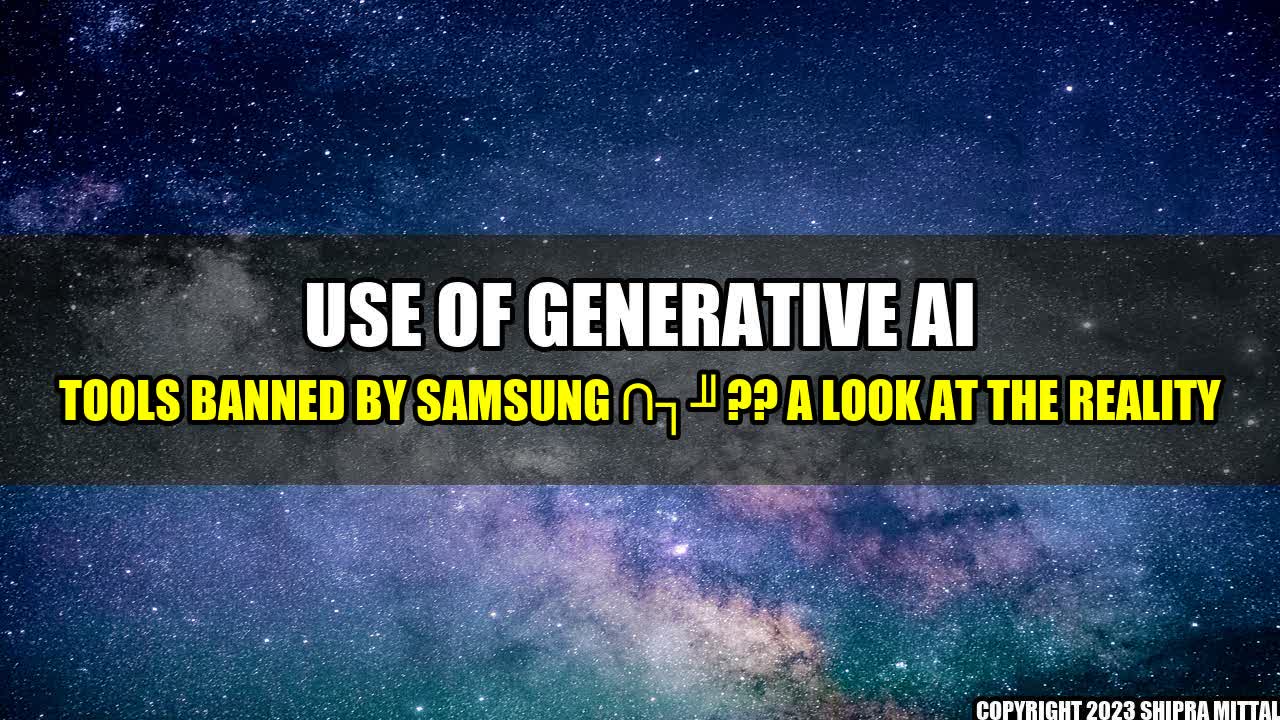 USE OF GENERATIVE AI
TOOLS BANNED BY SAMSUNG ∩┐╜?? A LOOK AT THE REALITY
COPYRIGHT 2023 SHIPRA MITTAL